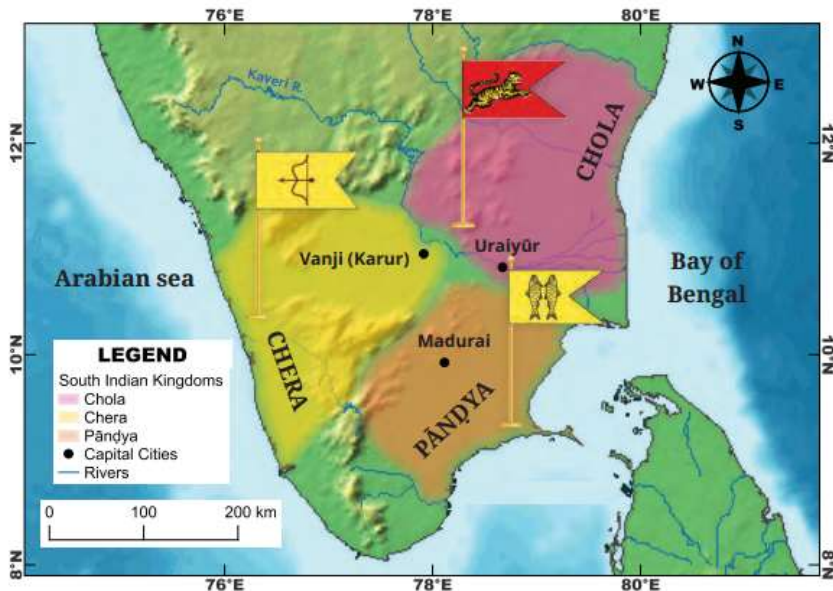 76°E 78°E 80°E
N
W E
S
Kaveri R.
CHOLA
12°N 12°N
Vanji (Karur) Uraiyūr
Arabian sea
Bay of
Bengal
Madurai
10°N 10°N
CHERA
PĀṆḌYA
LEGEND
South Indian Kingdoms
Chola
Chera
Pāṇḍya
Capital Cities
Rivers
0 100 200 km
8°N 8°N
76°E 78°E 80°E